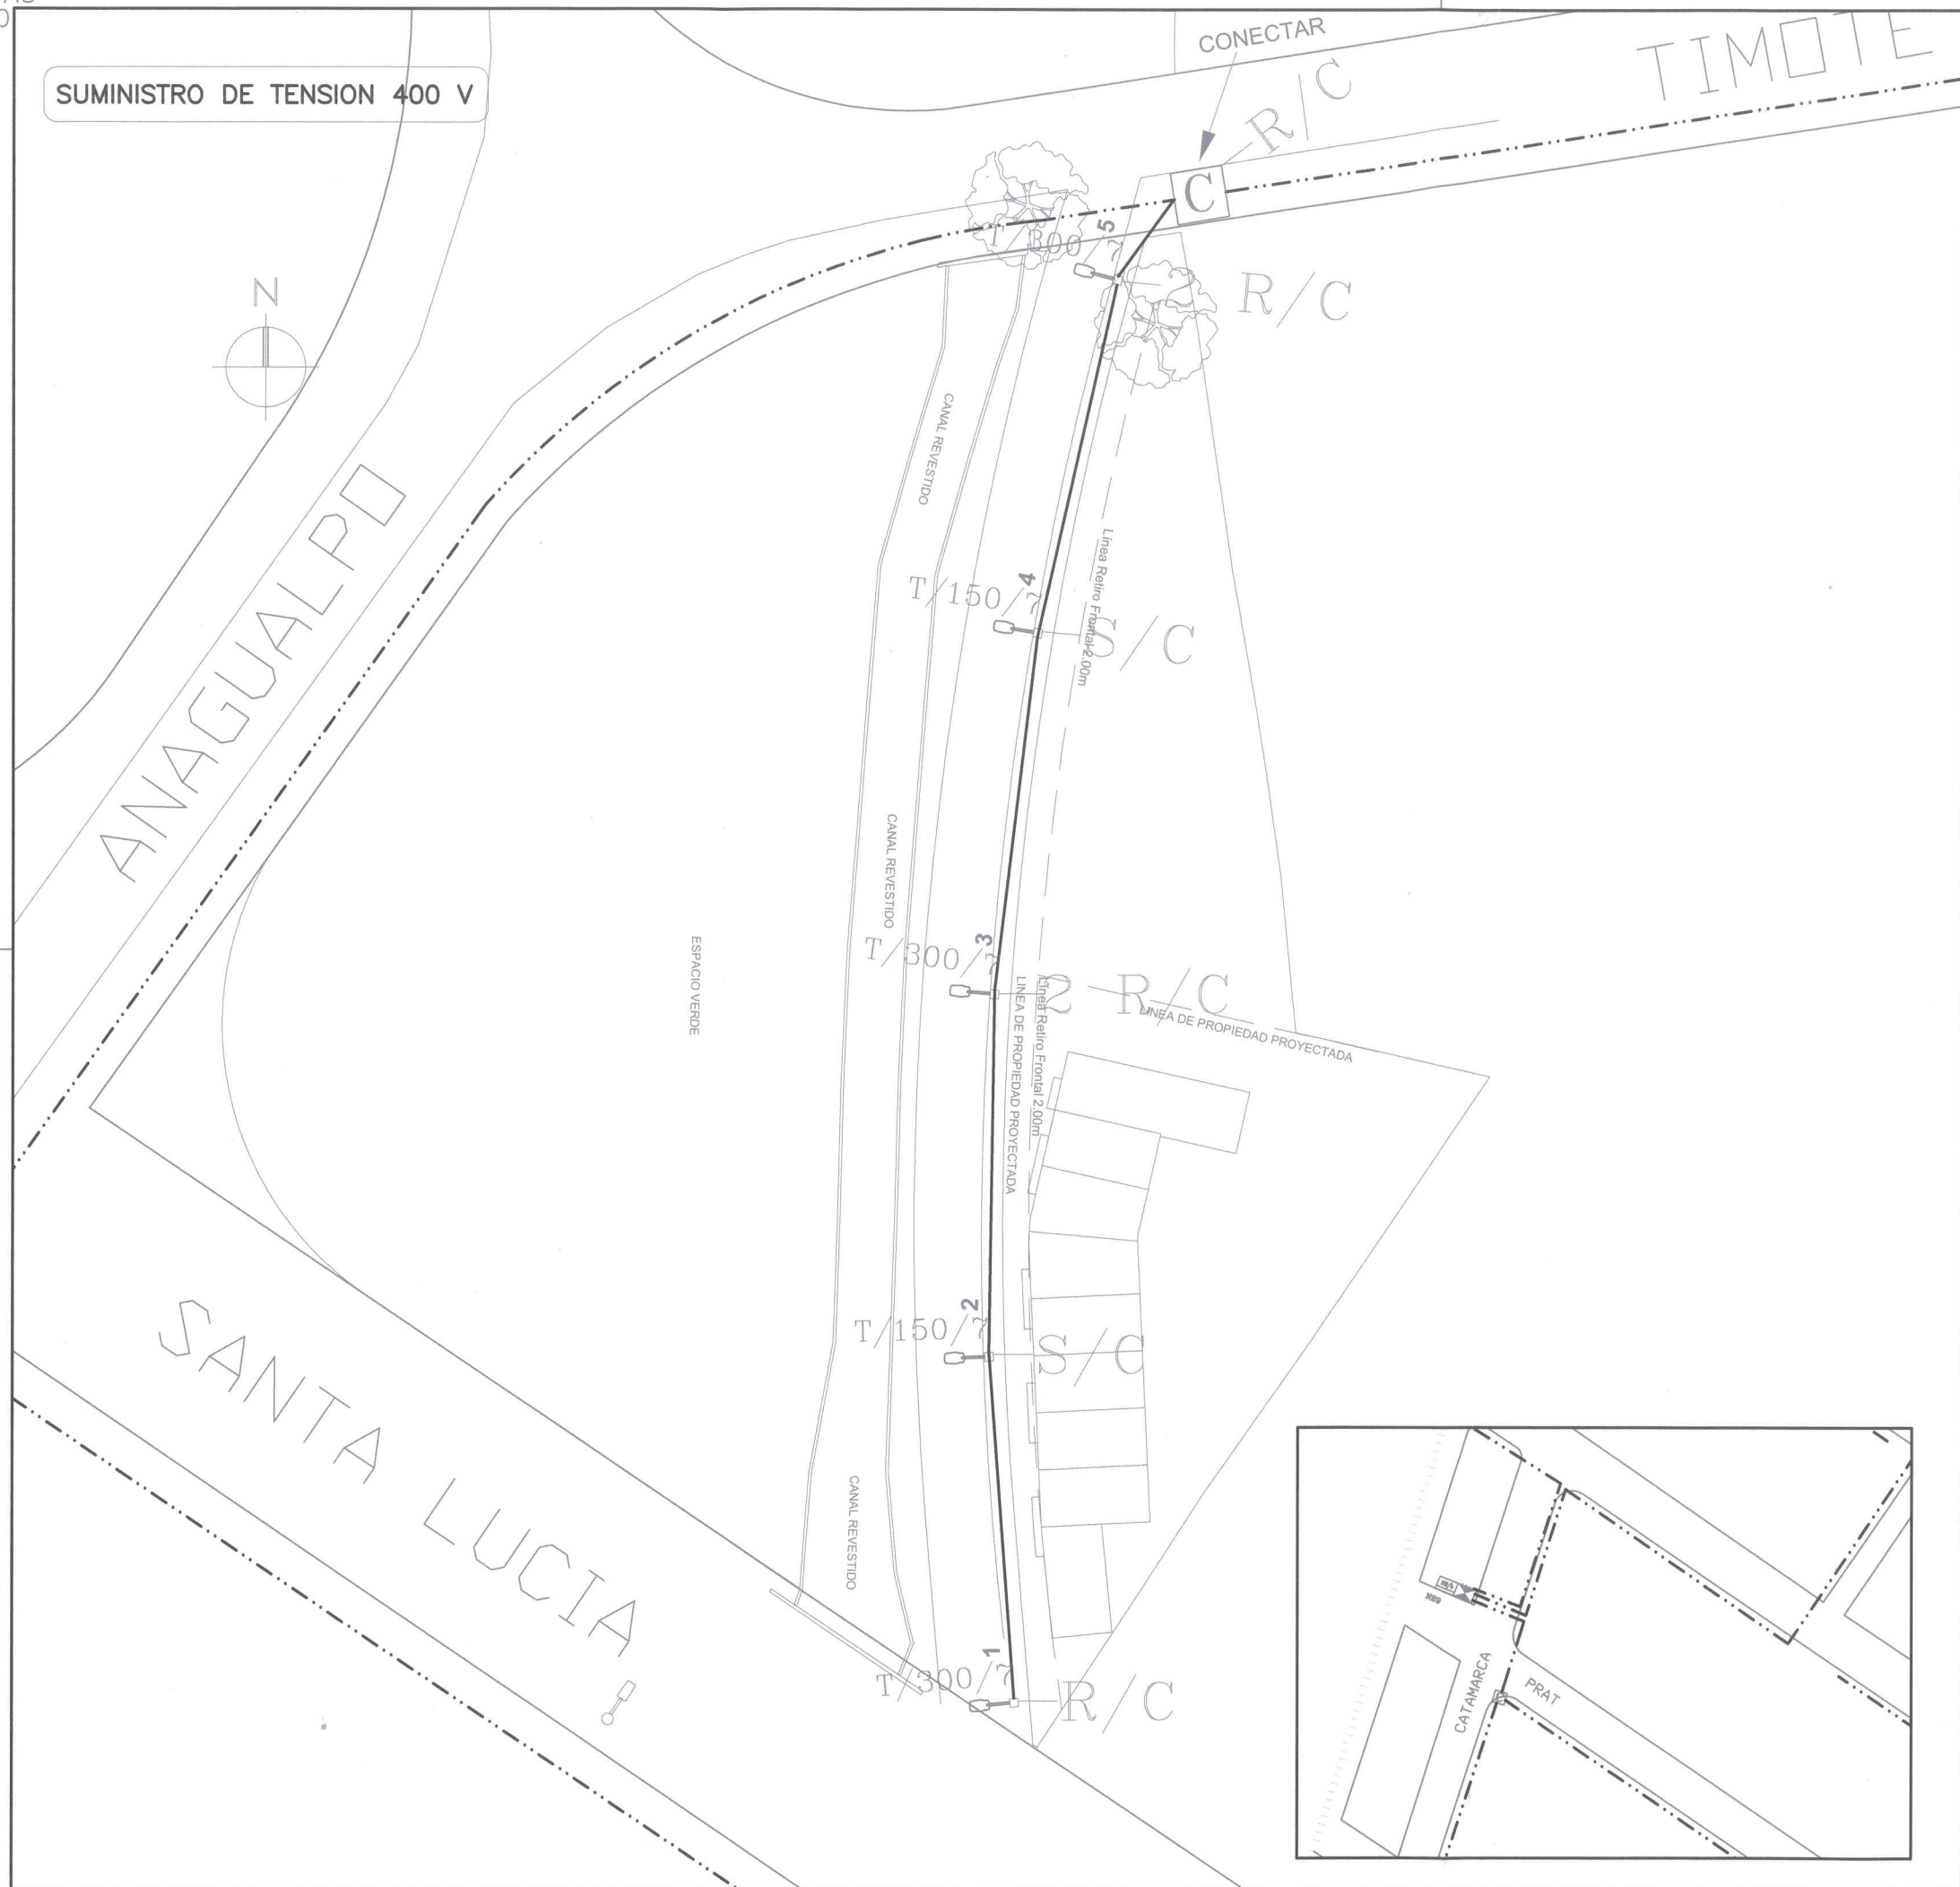 SUMINISTRO DE TENSION 400 V
CONECTAR
TIMOTE
R/C
C
N
T/300/7
5
R/C
CANAL REVESTIDO
ANAGUALPO
Línea Retiro Frontal 2.00m
T/150/7
4
S/C
CANAL REVESTIDO
T/300/7
3
2 R/C
ESPACIO VERDE
LINEA DE PROPIEDAD PROYECTADA
LINEA DE PROPIEDAD PROYECTADA
Línea Retiro Frontal 2.00m
T/150/7
2
S/C
SANTA LUCIA
CANAL REVESTIDO
T/300/7
1
R/C
CATAMARCA
PRAT